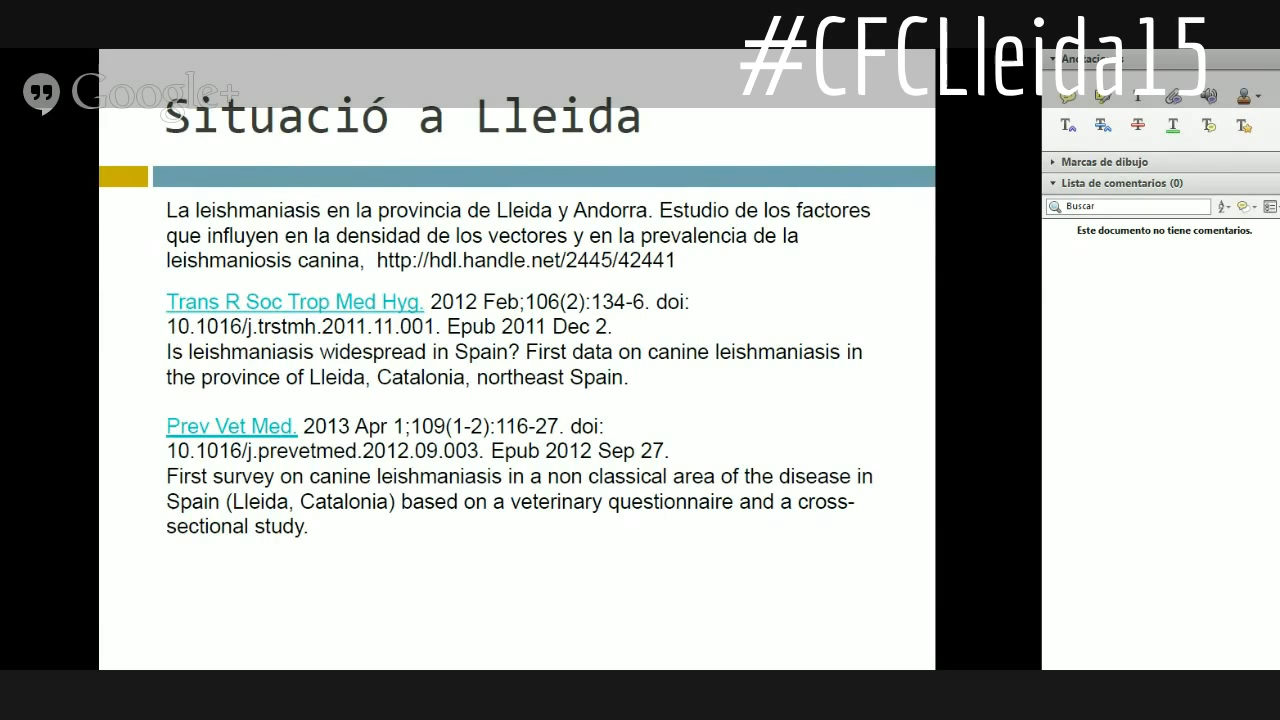 #CFCLleida15
Google+
Situació a Lleida
La leishmaniasis en la provincia de Lleida y Andorra. Estudio de los factores
que influyen en la densidad de los vectores y en la prevalencia de la
leishmaniosis canina, http://hdl.handle.net/2445/42441
Trans R Soc Trop Med Hyg. 2012 Feb;106(2):134-6. doi:
10.1016/j.trstmh.2011.11.001. Epub 2011 Dec 2.
Is leishmaniasis widespread in Spain? First data on canine leishmaniasis in
the province of Lleida, Catalonia, northeast Spain.
Prev Vet Med. 2013 Apr 1;109(1-2):116-27. doi:
10.1016/j.prevetmed.2012.09.003. Epub 2012 Sep 27.
First survey on canine leishmaniasis in a non classical area of the disease in
Spain (Lleida, Catalonia) based on a veterinary questionnaire and a cross-
sectional study.
Marcas de dibujo
Lista de comentarios (0)
Buscar
Este documento no tiene comentarios.